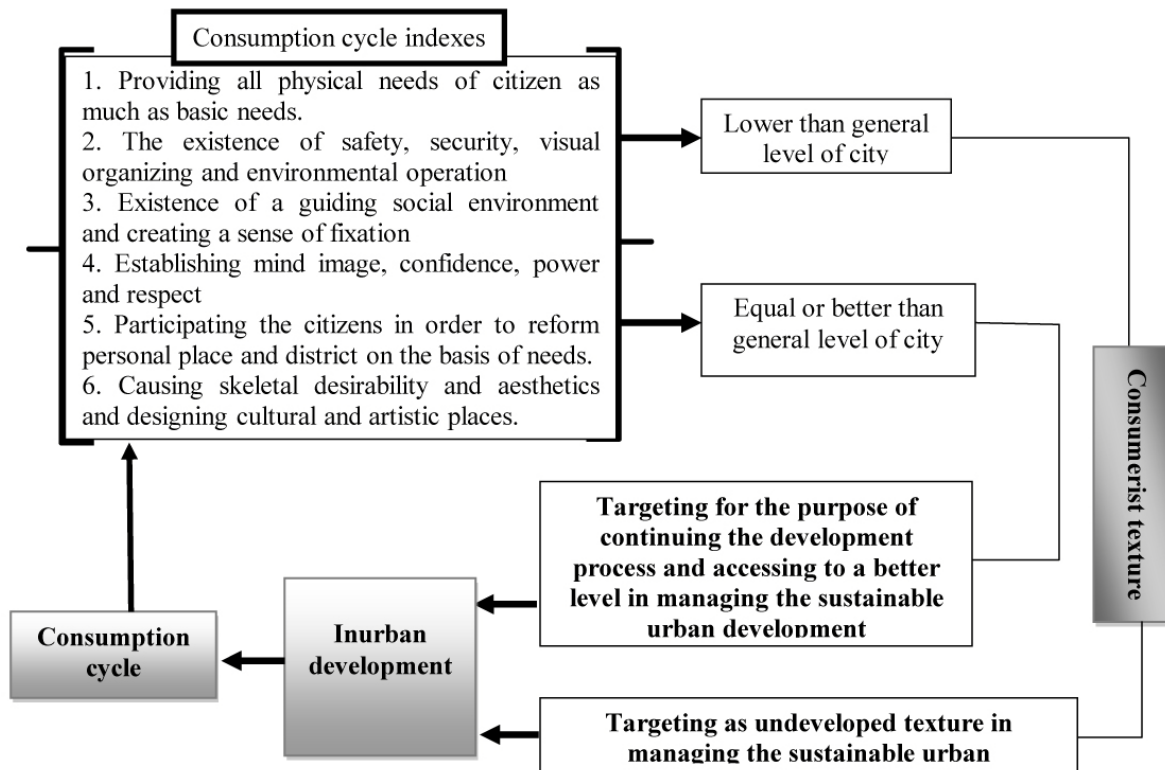 Consumption cycle indexes
1. Providing all physical needs of citizen as
much as basic needs.
2. The existence of safety, security, visual
organizing and environmental operation
3. Existence of a guiding social environment
and creating a sense of fixation
4. Establishing mind image, confidence, power
and respect
5. Participating the citizens in order to reform
personal place and district on the basis of needs.
6. Causing skeletal desirability and aesthetics
and designing cultural and artistic places.
Lower than general
level of city
Equal or better than
general level of city
Consumerist texture
Targeting for the purpose of
continuing the development
process and accessing to a better
level in managing the sustainable
urban development
Inurban
development
Consumption
cycle
Targeting as undeveloped texture in
managing the sustainable urban